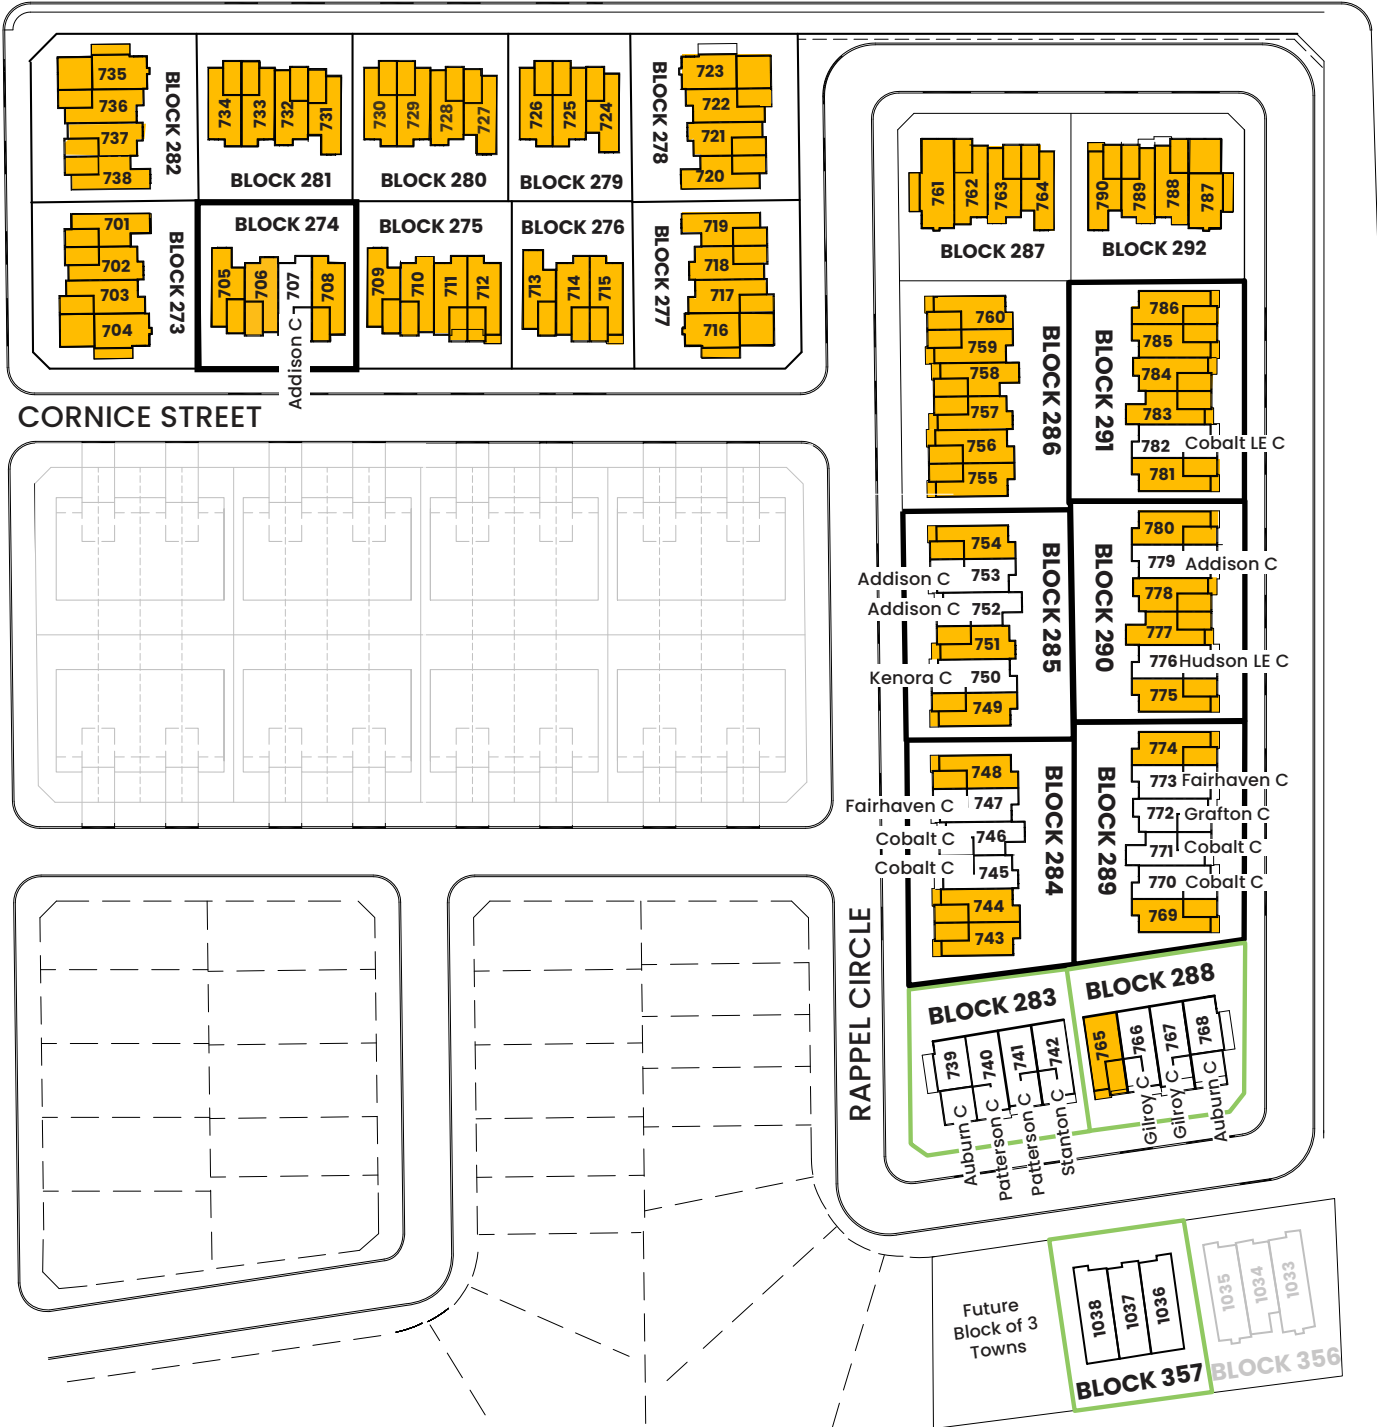 735
736
737
738
BLOCK 282
734
733
732
731
BLOCK 281
730
729
728
727
BLOCK 280
726
725
724
BLOCK 279
BLOCK 278
723
722
721
720
701
702
703
704
BLOCK 273
BLOCK 274
705
706
707
708
Addison C
BLOCK 275
709
710
711
712
BLOCK 276
713
714
715
BLOCK 277
719
718
717
716
CORNICE STREET
761
762
763
764
BLOCK 287
790
789
788
787
BLOCK 292
760
759
758
757
756
755
BLOCK 286
BLOCK 291
786
785
784
783
782 Cobalt LE C
781
754
Addison C 753
Addison C 752
751
Kenora C 750
749
BLOCK 285
BLOCK 290
780
779 Addison C
778
777
776 Hudson LE C
775
748
Fairhaven C 747
Cobalt C 746
Cobalt C 745
744
743
BLOCK 284
BLOCK 289
774
773 Fairhaven C
772 Grafton C
771 Cobalt C
770 Cobalt C
769
RAPPEL CIRCLE
BLOCK 283
739
740
741
742
Auburn C
Patterson C
Patterson C
Stanton C
BLOCK 288
765
766
767
768
Gilroy C
Gilroy C
Auburn C
Future
Block of 3
Towns
1038
1037
1036
BLOCK 357
1035
1034
1033
BLOCK 356